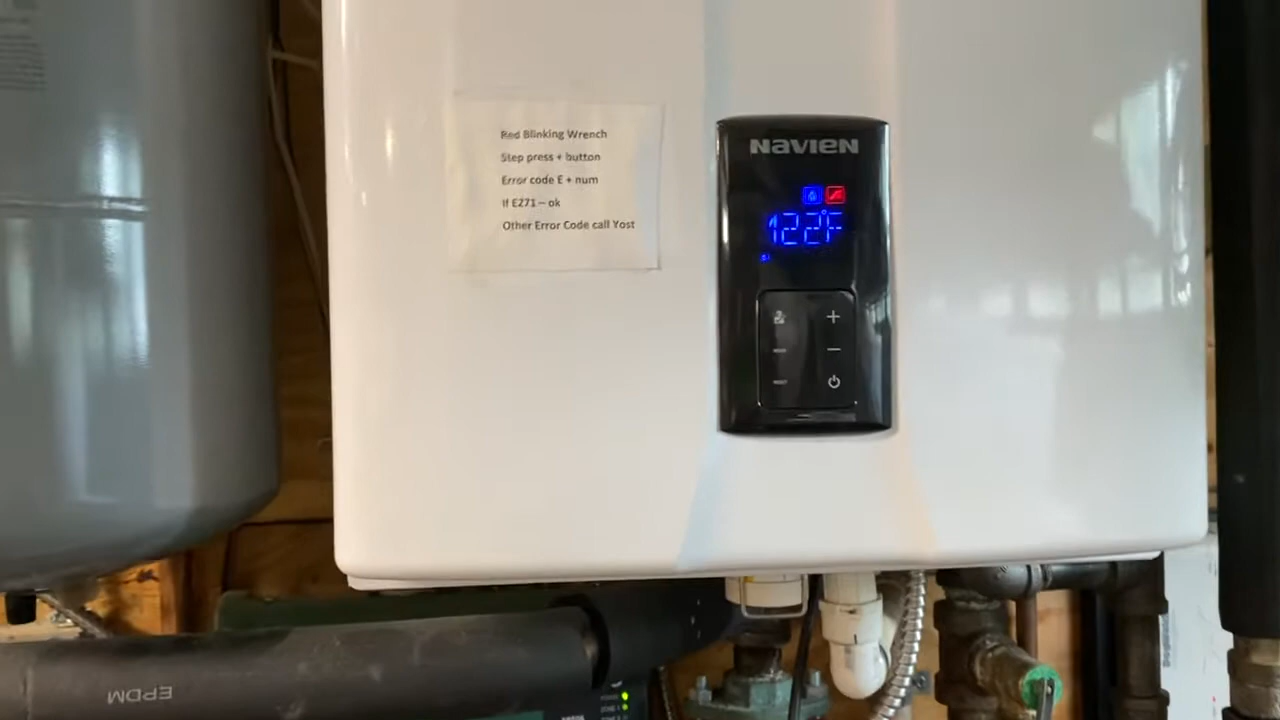 Red Blinking Wrench
Step press + button
Error code E + num
If E271 – ok
Other Error Code call Yost
NAVIEN
122°F
EPDM